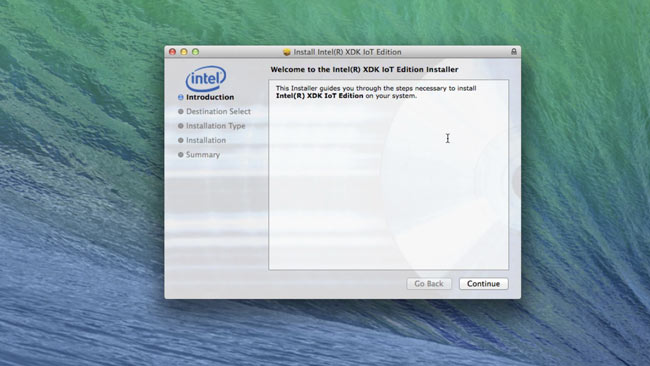 Install Intel(R) XDK IoT Edition
intel
Welcome to the Intel(R) XDK IoT Edition Installer
Introduction
Destination Select
Installation Type
Installation
Summary
This Installer guides you through the steps necessary to install
Intel(R) XDK IoT Edition on your system.
Go Back
Continue